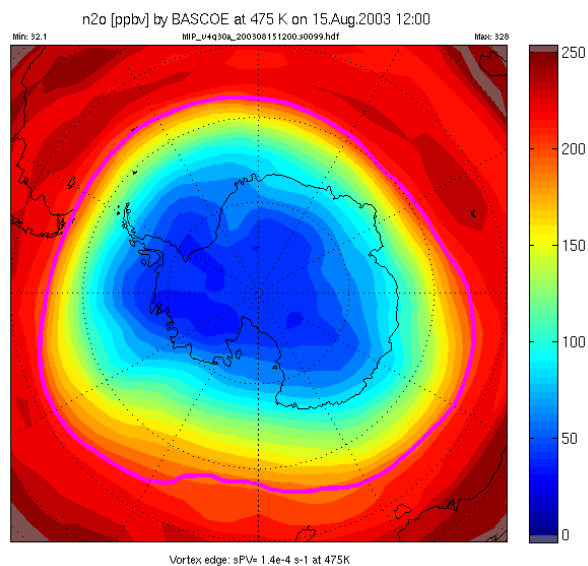 n2o [ppbv] by BASCOE at 475 K on 15.Aug.2003 12:00
Min: 32.1 MIP_v4q30a_200308151200.s0099.hdf Max: 328
250
200
150
100
50
0
Vortex edge: sPV= 1.4e-4 s-1 at 475K